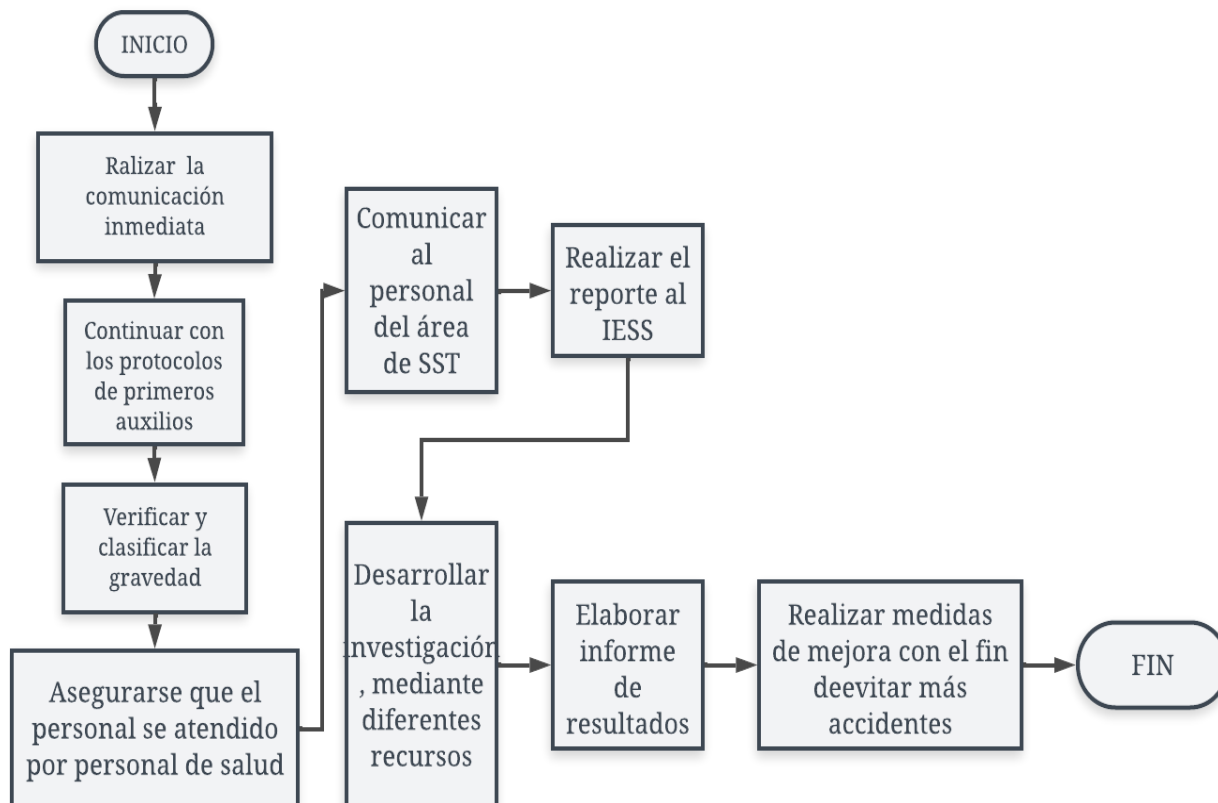 INICIO
Ralizar la
comunicación
inmediata
Continuar con
los protocolos
de primeros
auxilios
Verificar y
clasificar la
gravedad
Asegurarse que el
personal se atendido
por personal de salud
Comunicar
al
personal
del área
de SST
Realizar el
reporte al
IESS
Desarrollar
la
investigación
, mediante
diferentes
recursos
Elaborar
informe
de
resultados
Realizar medidas
de mejora con el fin
deevitar más
accidentes
FIN